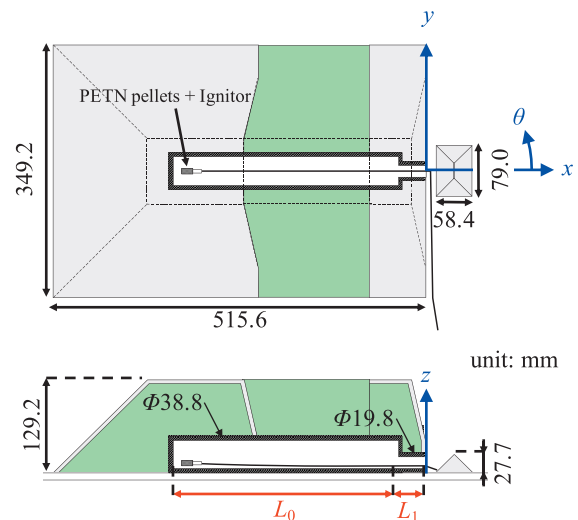 y
PETN pellets + Ignitor
θ
x
349.2
79.0
58.4
515.6
unit: mm
z
129.2
Φ38.8
Φ19.8
27.7
L₀
L₁